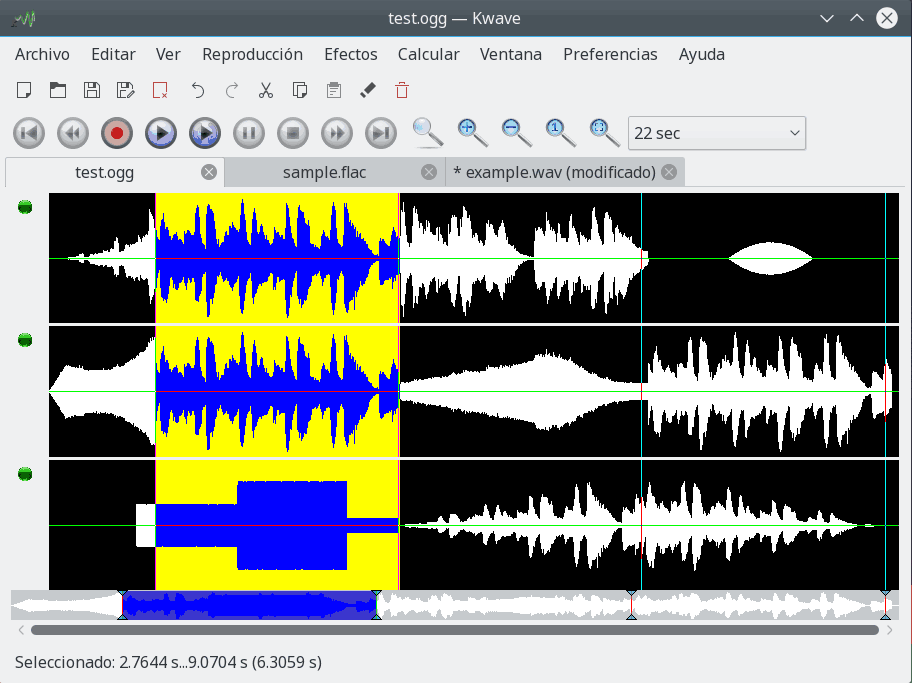 test.ogg — Kwave
Archivo Editar Ver Reproducción Efectos Calcular Ventana Preferencias Ayuda
1
22 sec
test.ogg sample.flac * example.wav (modificado)
Seleccionado: 2.7644 s...9.0704 s (6.3059 s)